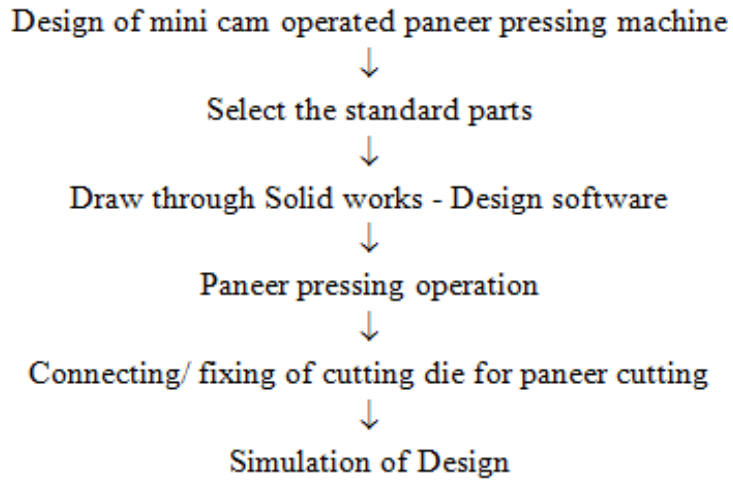 Design of mini cam operated paneer pressing machine
↓
Select the standard parts
↓
Draw through Solid works - Design software
↓
Paneer pressing operation
↓
Connecting/ fixing of cutting die for paneer cutting
↓
Simulation of Design